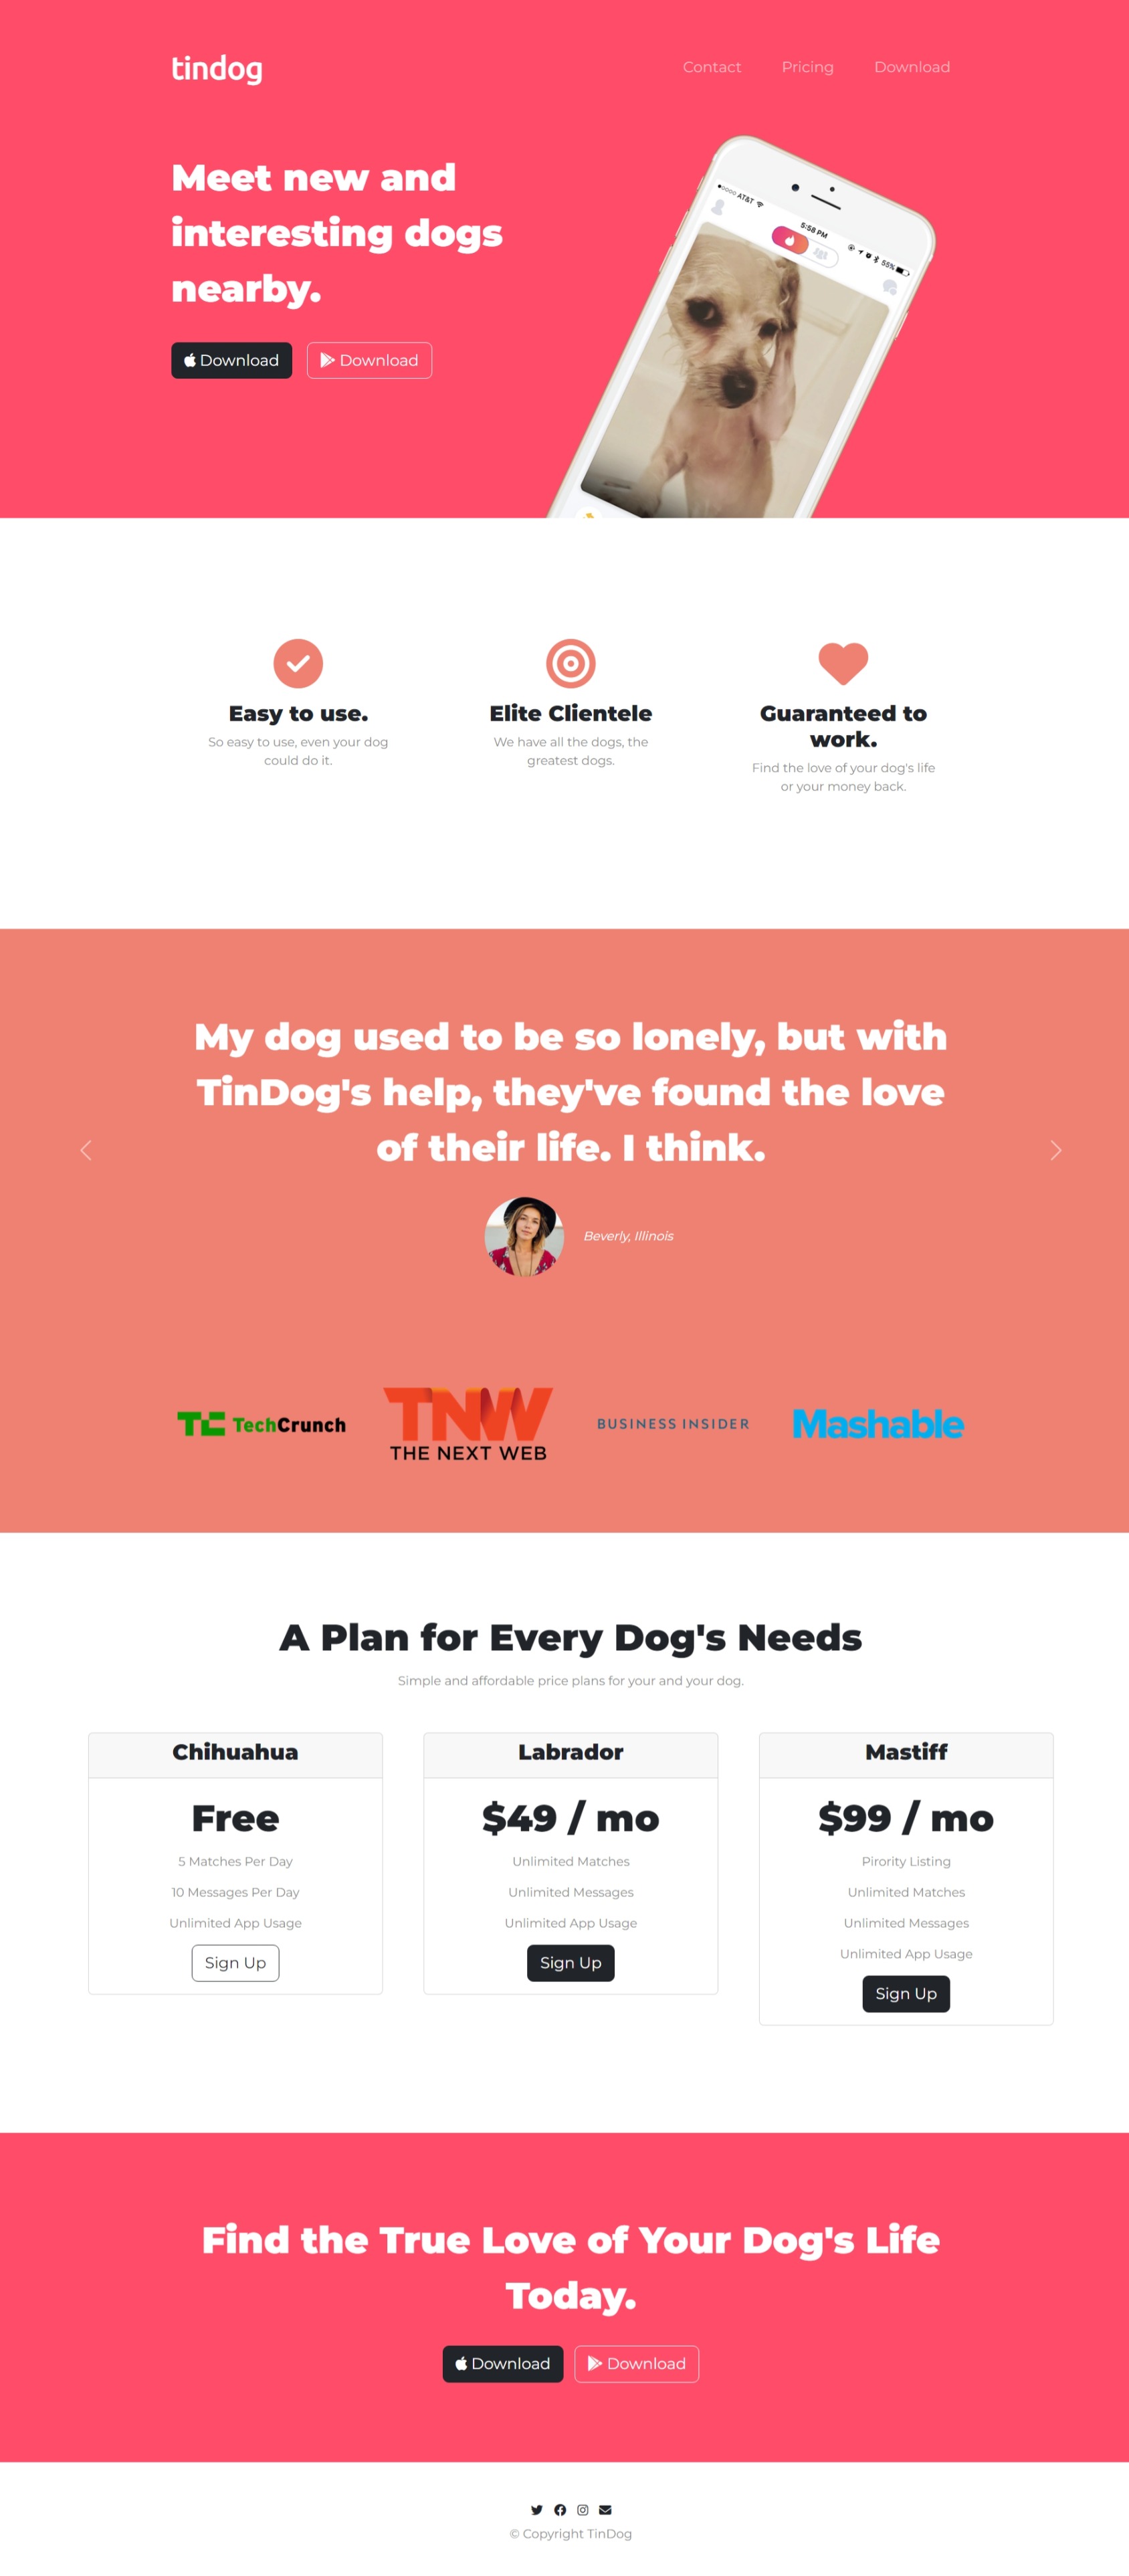 tindog
Contact Pricing Download
Meet new and
interesting dogs
nearby.
Download Download
●○○○○ AT&T
5:58 PM
55%
Easy to use.
So easy to use, even your dog
could do it.
Elite Clientele
We have all the dogs, the
greatest dogs.
Guaranteed to
work.
Find the love of your dog's life
or your money back.
My dog used to be so lonely, but with
TinDog's help, they've found the love
of their life. I think.
Beverly, Illinois
TC TechCrunch
TNW
THE NEXT WEB
BUSINESS INSIDER
Mashable
A Plan for Every Dog's Needs
Simple and affordable price plans for your and your dog.
Chihuahua
Free
5 Matches Per Day
10 Messages Per Day
Unlimited App Usage
Sign Up
Labrador
$49 / mo
Unlimited Matches
Unlimited Messages
Unlimited App Usage
Sign Up
Mastiff
$99 / mo
Pirority Listing
Unlimited Matches
Unlimited Messages
Unlimited App Usage
Sign Up
Find the True Love of Your Dog's Life
Today.
Download Download
© Copyright TinDog